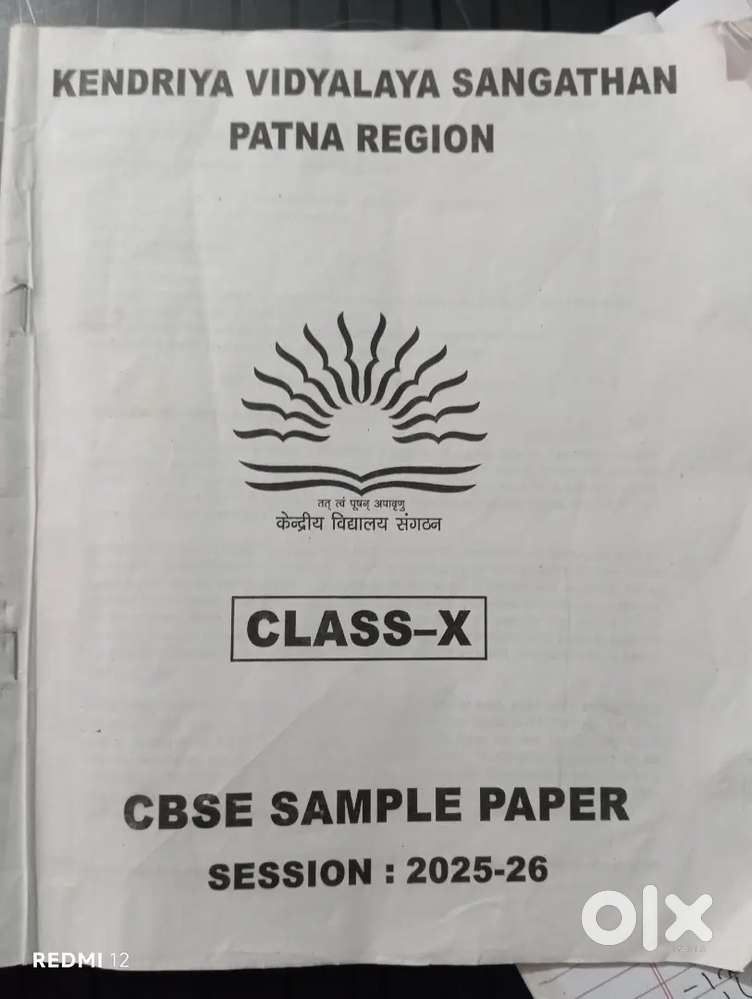 KENDRIYA VIDYALAYA SANGATHAN
PATNA REGION
तत् त्वं पूषन् अपावृणु
केन्द्रीय विद्यालय संगठन
CLASS–X
CBSE SAMPLE PAPER
SESSION : 2025-26
olx
REDMI 12